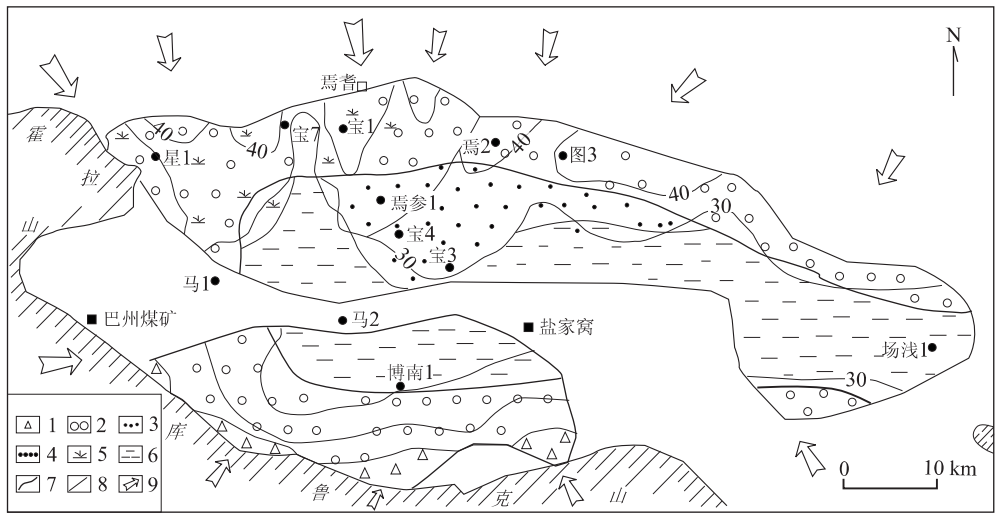 N
焉耆
霍
拉
山
40
星1
40
宝7
宝1
焉2
40
图3
40
30
焉参1
宝4
30
宝3
马1
巴州煤矿
马2
盐家窝
博南1
场浅1
30
库
鲁
克
山
1 2 3
4 5 6
7 8 9
0 10 km